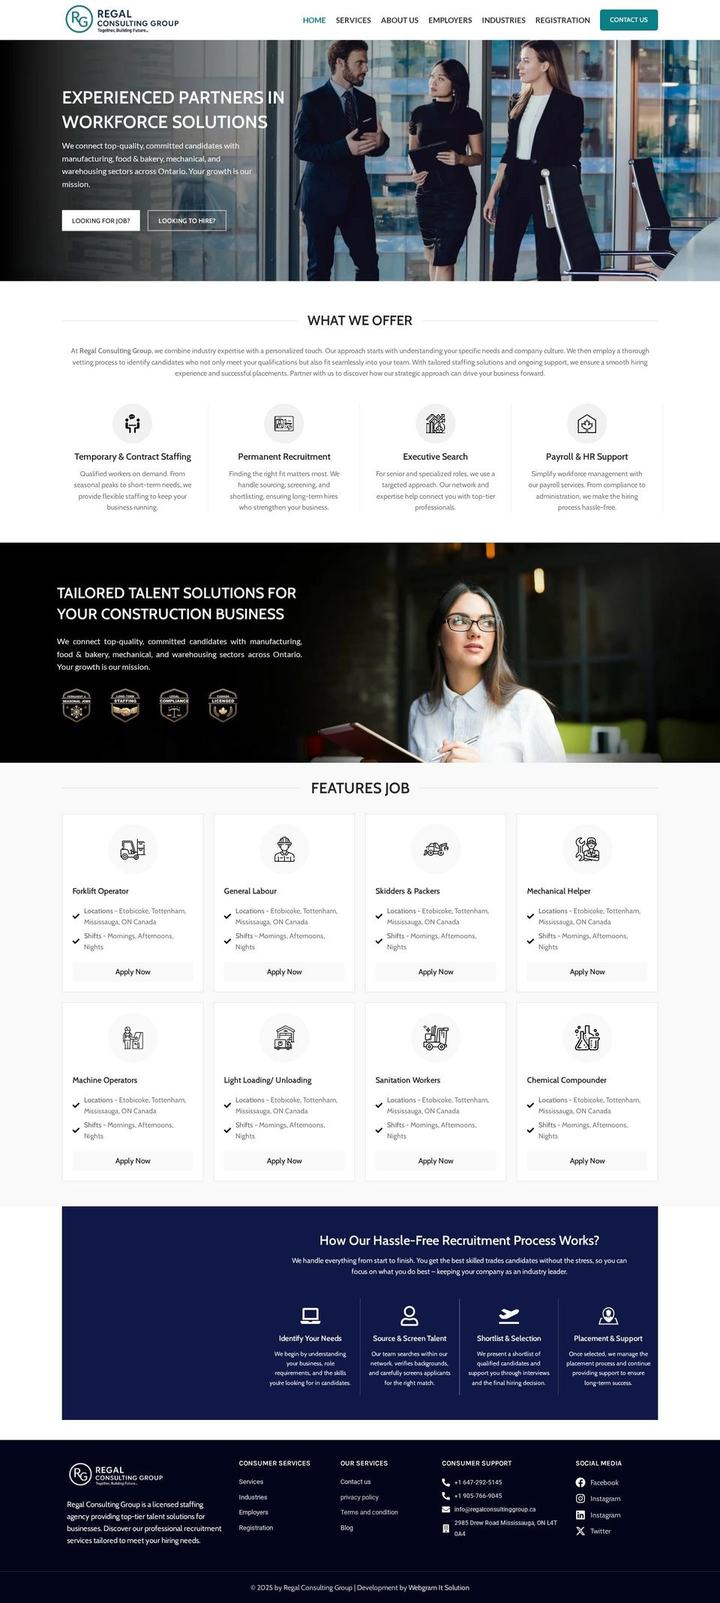 REGAL
CONSULTING GROUP
Together, Building Future...
HOME SERVICES ABOUT US EMPLOYERS INDUSTRIES REGISTRATION CONTACT US
EXPERIENCED PARTNERS IN
WORKFORCE SOLUTIONS
We connect top-quality, committed candidates with
manufacturing, food & bakery, mechanical, and
warehousing sectors across Ontario. Your growth is our
mission.
LOOKING FOR JOB? LOOKING TO HIRE?
WHAT WE OFFER
At Regal Consulting Group, we combine industry expertise with a personalized touch. Our approach starts with understanding your specific needs and company culture. We then employ a thorough
vetting process to identify candidates who not only meet your qualifications but also fit seamlessly into your team. With tailored staffing solutions and ongoing support, we ensure a smooth hiring
experience and successful placements. Partner with us to discover how our strategic approach can drive your business forward.
Temporary & Contract Staffing
Qualified workers on demand. From
seasonal peaks to short-term needs, we
provide flexible staffing to keep your
business running.
Permanent Recruitment
Finding the right fit matters most. We
handle sourcing, screening, and
shortlisting, ensuring long-term hires
who strengthen your business.
Executive Search
For senior and specialized roles, we use a
targeted approach. Our network and
expertise help connect you with top-tier
professionals.
Payroll & HR Support
Simplify workforce management with
our payroll services. From compliance to
administration, we make the hiring
process hassle-free.
TAILORED TALENT SOLUTIONS FOR
YOUR CONSTRUCTION BUSINESS
We connect top-quality, committed candidates with manufacturing,
food & bakery, mechanical, and warehousing sectors across Ontario.
Your growth is our mission.
PERMANENT &
SEASONAL JOBS
LONG-TERM
STAFFING
LEGAL
COMPLIANCE
CANADA
LICENSED
FEATURES JOB
Forklift Operator
Locations - Etobicoke, Tottenham,
Mississauga, ON Canada
Shifts - Mornings, Afternoons,
Nights
Apply Now
General Labour
Locations - Etobicoke, Tottenham,
Mississauga, ON Canada
Shifts - Mornings, Afternoons,
Nights
Apply Now
Skidders & Packers
Locations - Etobicoke, Tottenham,
Mississauga, ON Canada
Shifts - Mornings, Afternoons,
Nights
Apply Now
Mechanical Helper
Locations - Etobicoke, Tottenham,
Mississauga, ON Canada
Shifts - Mornings, Afternoons,
Nights
Apply Now
Machine Operators
Locations - Etobicoke, Tottenham,
Mississauga, ON Canada
Shifts - Mornings, Afternoons,
Nights
Apply Now
Light Loading/ Unloading
Locations - Etobicoke, Tottenham,
Mississauga, ON Canada
Shifts - Mornings, Afternoons,
Nights
Apply Now
Sanitation Workers
Locations - Etobicoke, Tottenham,
Mississauga, ON Canada
Shifts - Mornings, Afternoons,
Nights
Apply Now
Chemical Compounder
Locations - Etobicoke, Tottenham,
Mississauga, ON Canada
Shifts - Mornings, Afternoons,
Nights
Apply Now
How Our Hassle-Free Recruitment Process Works?
We handle everything from start to finish. You get the best skilled trades candidates without the stress, so you can
focus on what you do best – keeping your company as an industry leader.
Identify Your Needs
We begin by understanding
your business, role
requirements, and the skills
you're looking for in candidates.
Source & Screen Talent
Our team searches within our
network, verifies backgrounds,
and carefully screens applicants
for the right match.
Shortlist & Selection
We present a shortlist of
qualified candidates and
support you through interviews
and the final hiring decision.
Placement & Support
Once selected, we manage the
placement process and continue
providing support to ensure
long-term success.
REGAL
CONSULTING GROUP
Together, Building Future...
Regal Consulting Group is a licensed staffing
agency providing top-tier talent solutions for
businesses. Discover our professional recruitment
services tailored to meet your hiring needs.
CONSUMER SERVICES
Services
Industries
Employers
Registration
OUR SERVICES
Contact us
privacy policy
Terms and condition
Blog
CONSUMER SUPPORT
+1 647-292-5145
+1 905-766-9045
info@regalconsultinggroup.ca
2985 Drew Road Mississauga, ON L4T
0A4
SOCIAL MEDIA
Facebook
Instagram
Instagram
Twitter
© 2025 by Regal Consulting Group | Development by Webgram It Solution